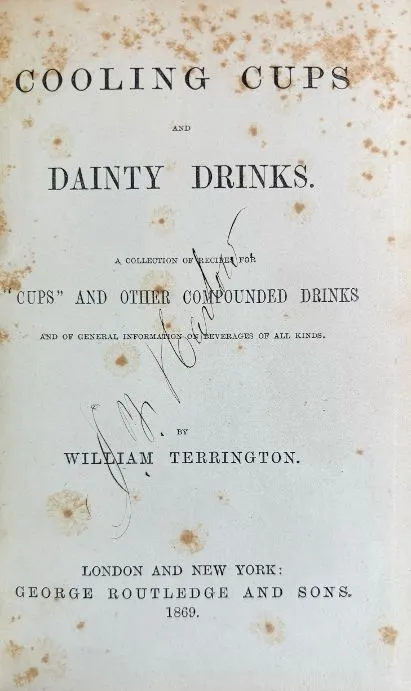 COOLING CUPS
AND
DAINTY DRINKS.
A COLLECTION OF RECIPES FOR
"CUPS" AND OTHER COMPOUNDED DRINKS
AND OF GENERAL INFORMATION ON BEVERAGES OF ALL KINDS.
BY
WILLIAM TERRINGTON.
LONDON AND NEW YORK:
GEORGE ROUTLEDGE AND SONS.
1869.